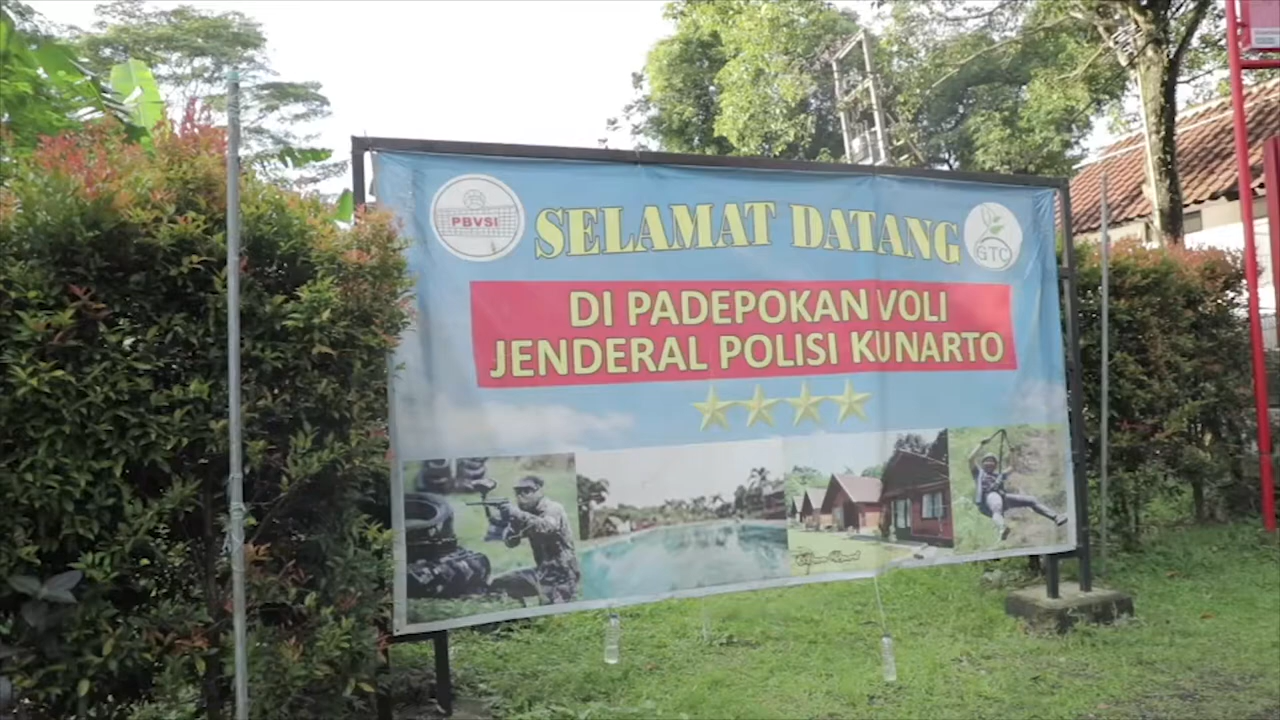 PBVSI
SELAMAT DATANG
GTC
DI PADEPOKAN VOLI
JENDERAL POLISI KUNARTO